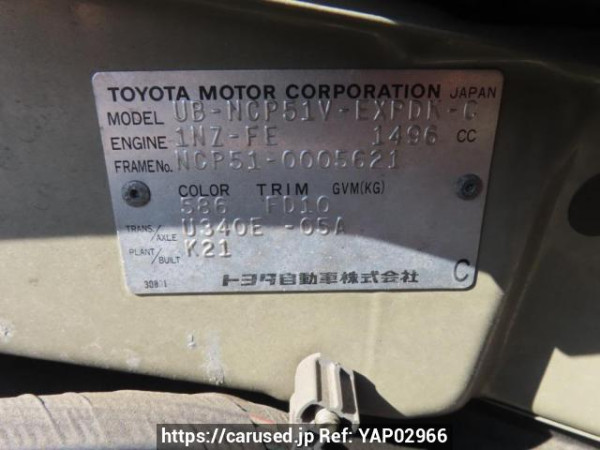 TOYOTA MOTOR CORPORATION JAPAN
MODEL UB-NCP51V-EXPDK-G
ENGINE 1NZ-FE 1496 CC
FRAME No. NCP51-0005621
COLOR TRIM GVM(KG)
586 FD10
TRANS/AXLE U340E -05A
PLANT/BUILT K21
トヨタ自動車株式会社 C
https://carused.jp Ref: YAP02966